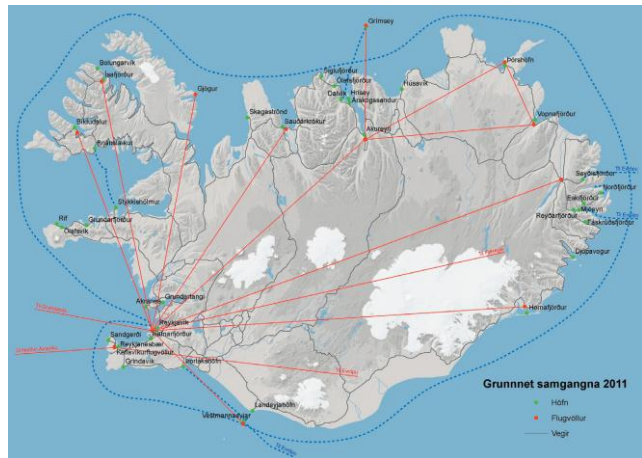 Grímsey
Bolungarvík
Ísafjörður
Siglufjörður
Ólafsfjörður
Dalvík
Hrísey
Árskógssandur
Húsavík
Þórshöfn
Gjögur
Skagaströnd
Sauðárkrókur
Akureyri
Vopnafjörður
Bíldudalur
Brjánslækur
Seyðisfjörður
Norðfjörður
Eskifjörður
Mjóeyri
Reyðarfjörður
Fáskrúðsfjörður
Stykkishólmur
Rif
Grundarfjörður
Ólafsvík
Djúpivogur
Grundartangi
Akranes
Hornafjörður
Reykjavík
Hafnarfjörður
Sandgerði
Reykjanesbær
Keflavíkurflugvöllur
Grindavík
Þorlákshöfn
Landeyjahöfn
Vestmannaeyjar
Grunnnet samgangna 2011
Höfn
Flugvöllur
Vegir